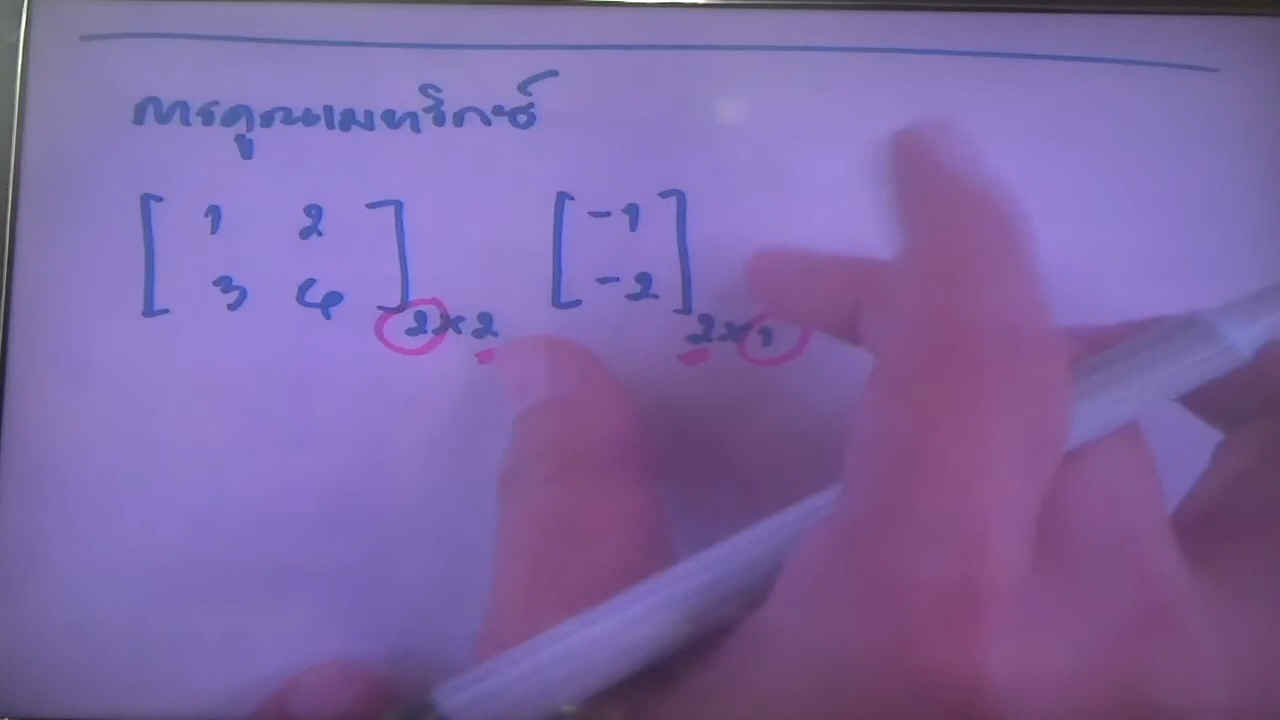 การคูณเมทริกซ์
[ 1 2 ] [ -1 ]
[ 3 4 ]2×2 [ -2 ]2×1